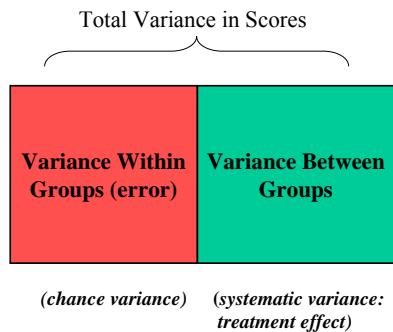 Total Variance in Scores
Variance Within
Groups (error)
Variance Between
Groups
(chance variance)
(systematic variance:
treatment effect)